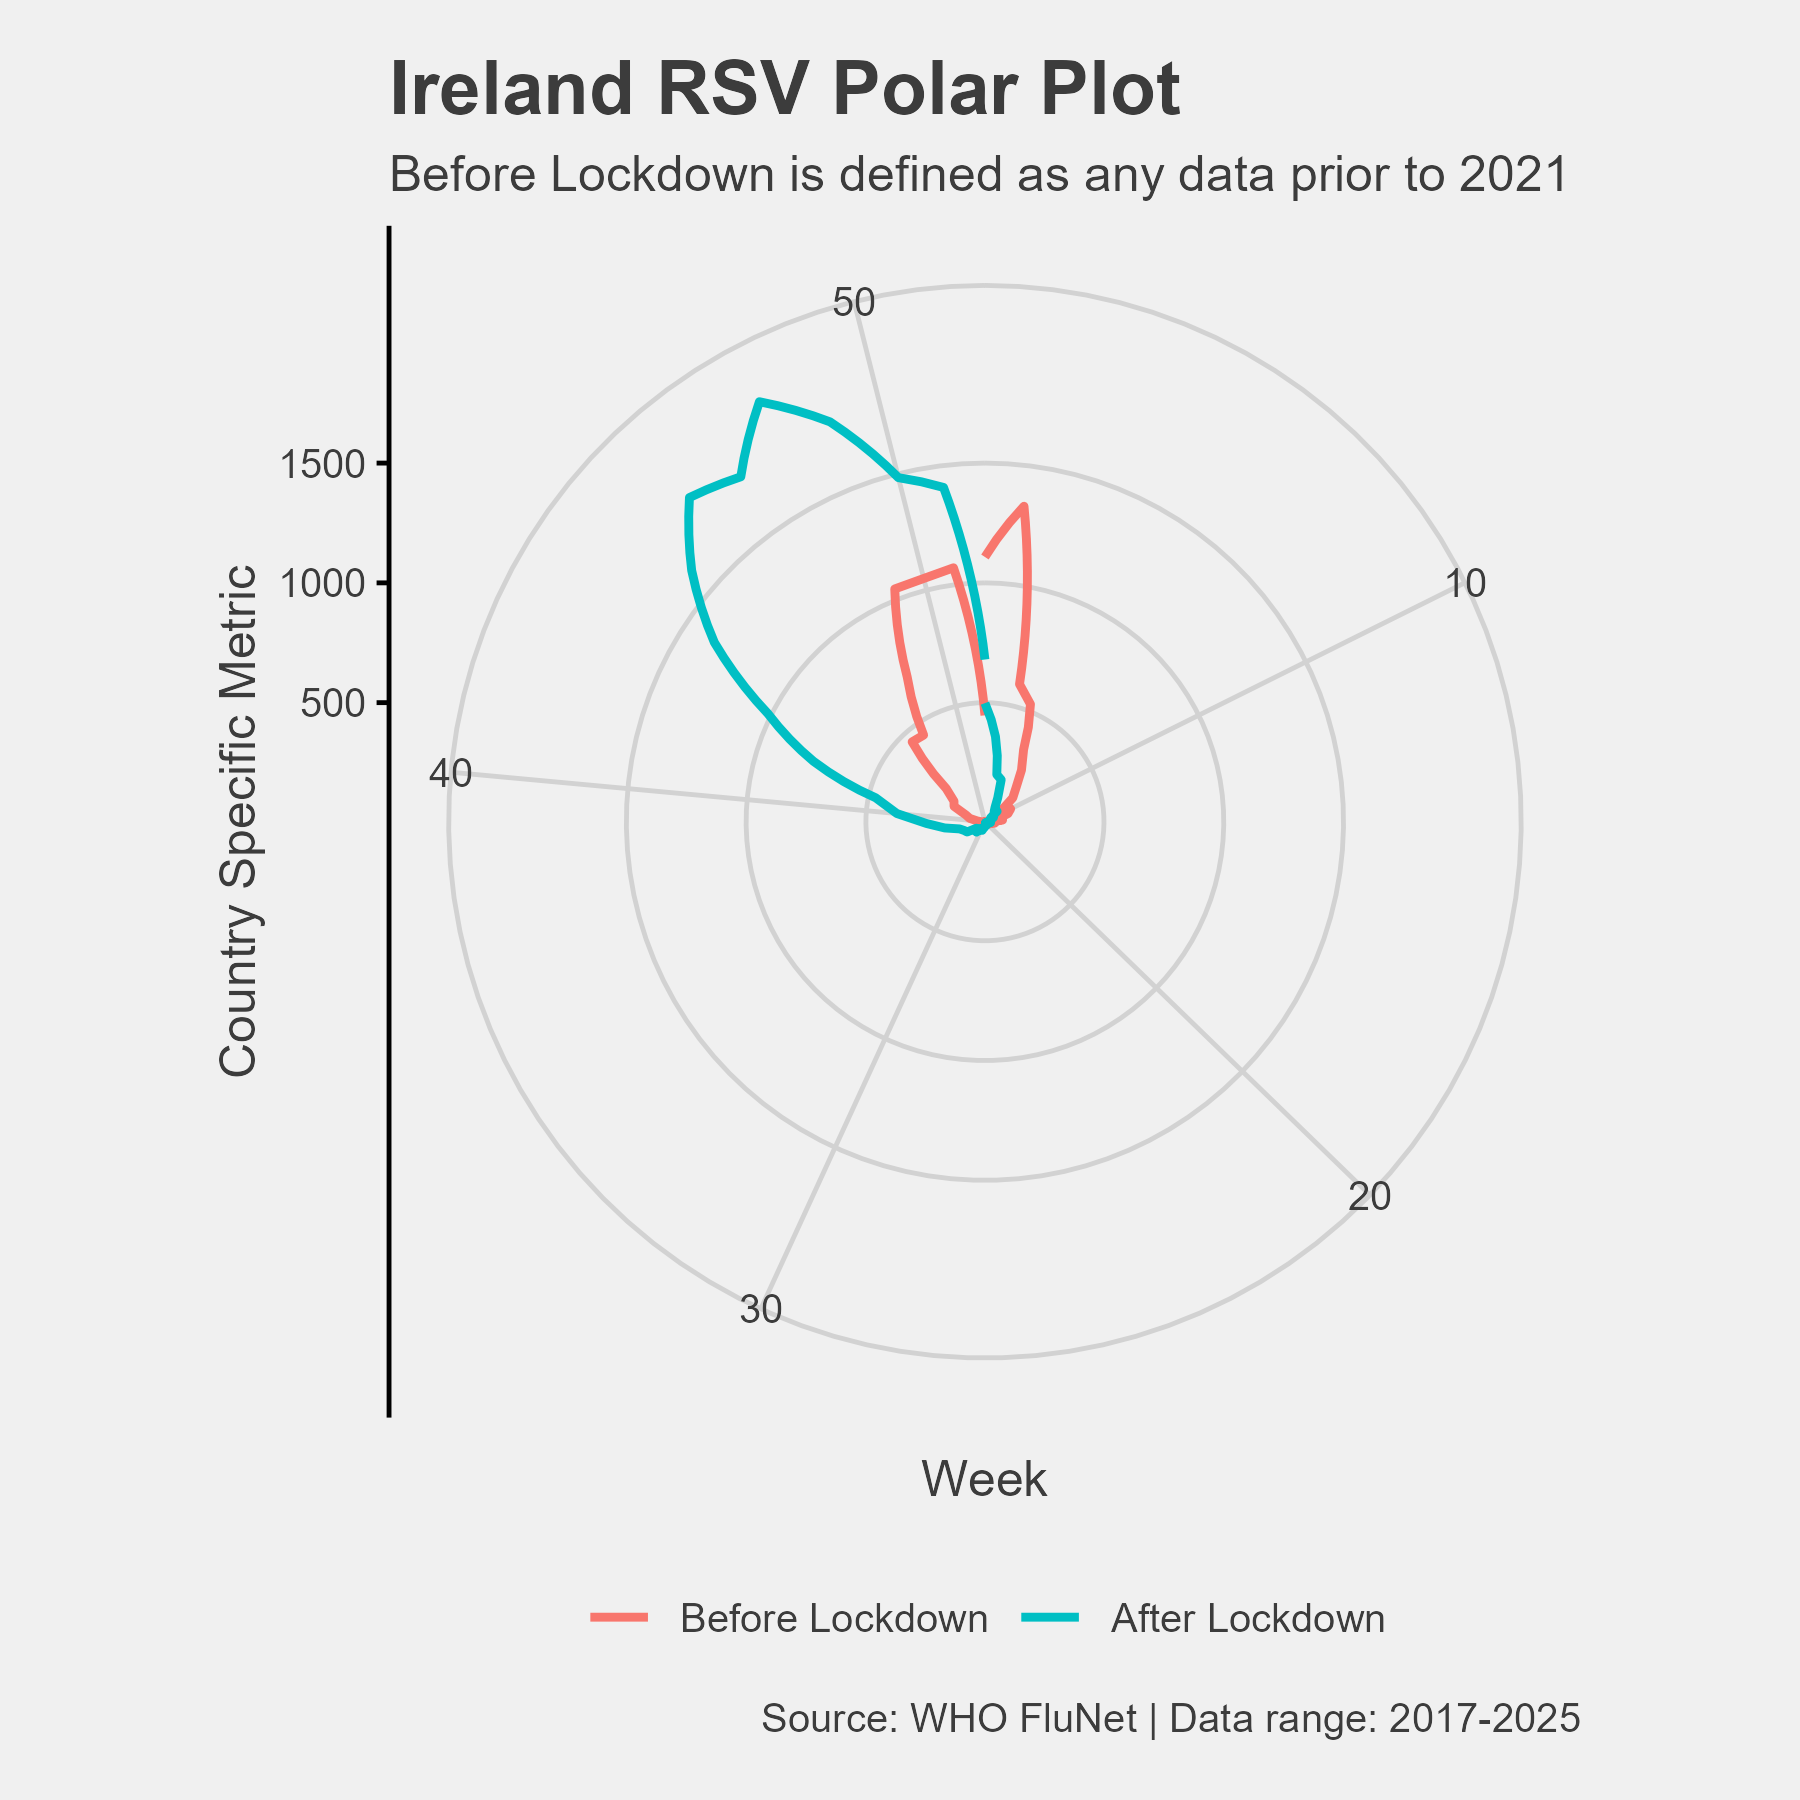 Ireland RSV Polar Plot
Before Lockdown is defined as any data prior to 2021
50
1500
10
1000
500
40
20
30
Country Specific Metric
Week
Before Lockdown
After Lockdown
Source: WHO FluNet | Data range: 2017-2025